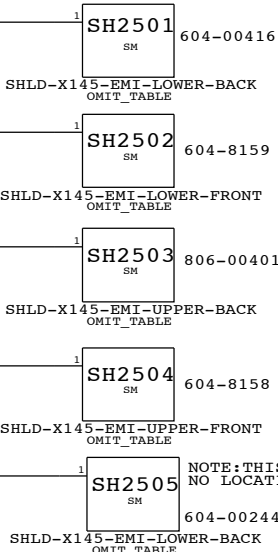 1
SH2501
SM
604-00416
SHLD-X145-EMI-LOWER-BACK
OMIT_TABLE
1
SH2502
SM
604-8159
SHLD-X145-EMI-LOWER-FRONT
OMIT_TABLE
1
SH2503
SM
806-00401
SHLD-X145-EMI-UPPER-BACK
OMIT_TABLE
1
SH2504
SM
604-8158
SHLD-X145-EMI-UPPER-FRONT
OMIT_TABLE
1
SH2505
SM
NOTE:THIS
NO LOCATI
604-00244
SHLD-X145-EMI-LOWER-BACK
OMIT_TABLE